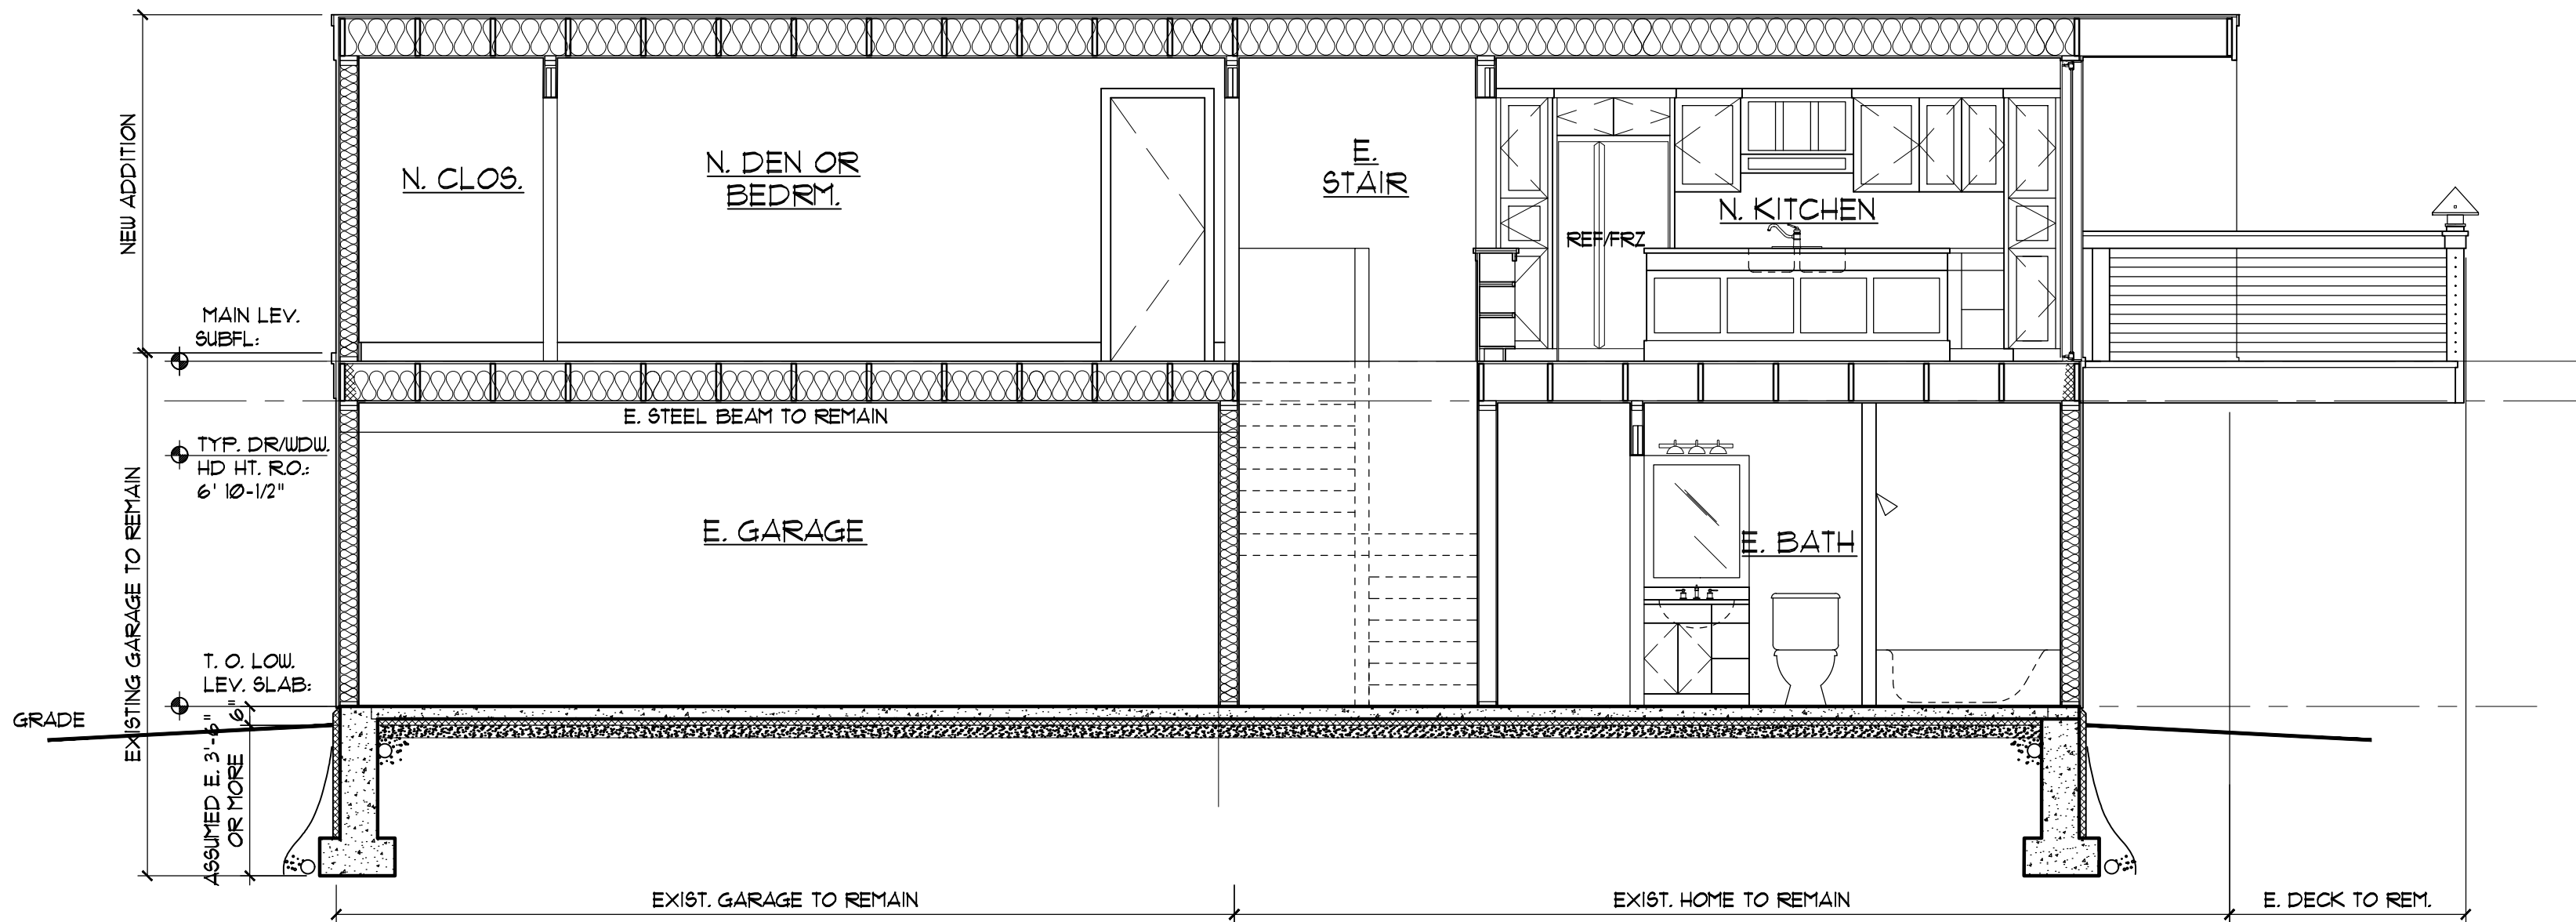 NEW ADDITION
N. CLOS.
N. DEN OR
BEDRM.
E.
STAIR
N. KITCHEN
REF/FRZ
MAIN LEV.
SUBFL:
E. STEEL BEAM TO REMAIN
TYP. DR/WDW.
HD HT. R.O.:
6' 10-1/2"
EXISTING GARAGE TO REMAIN
E. GARAGE
E. BATH
T. O. LOW.
LEV. SLAB:
GRADE
6"
ASSUMED E. 3'-6"
OR MORE
EXIST. GARAGE TO REMAIN
EXIST. HOME TO REMAIN
E. DECK TO REM.